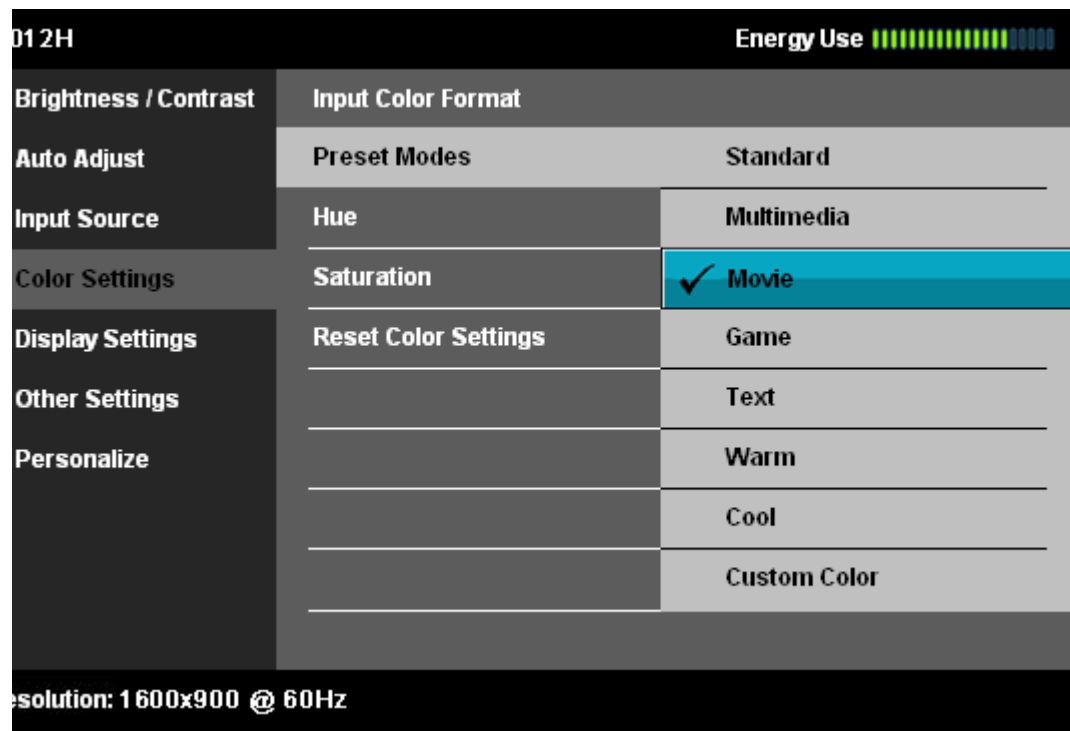 012H
Energy Use
Brightness / Contrast
Input Color Format
Auto Adjust
Preset Modes
Standard
Input Source
Hue
Multimedia
Color Settings
Saturation
Movie
Display Settings
Reset Color Settings
Game
Other Settings
Text
Personalize
Warm
Cool
Custom Color
esolution: 1600x900 @ 60Hz